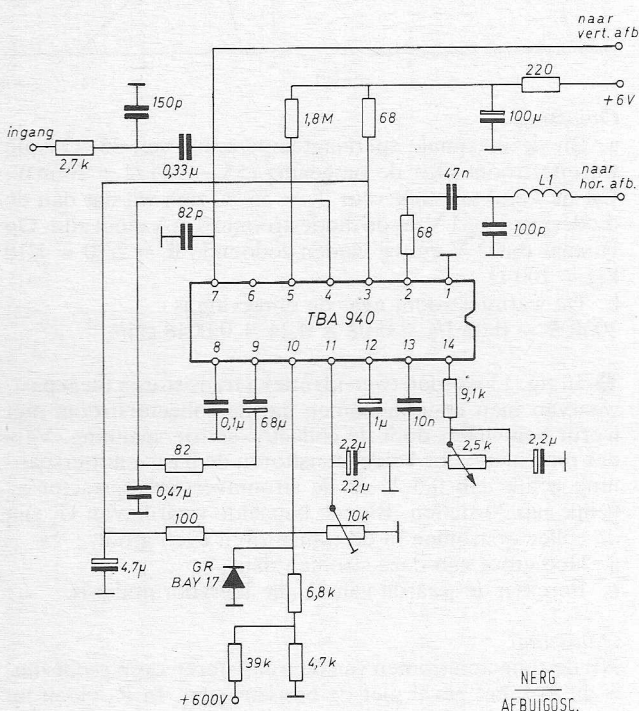 naar
vert. afb
220
+6V
150p
ingang
2,7k
0,33µ
1,8M
68
100µ
naar
hor. afb.
47n
L1
82p
68
100p
7 6 5 4 3 2 1
TBA 940
8 9 10 11 12 13 14
0,1µ
68µ
1µ
10n
9,1k
82
2,2µ
2,5k
2,2µ
0,47µ
2,2µ
100
10k
4,7µ
GR
BAY 17
6,8k
39k
4,7k
+600V
NERG
AFBUIGOSC.